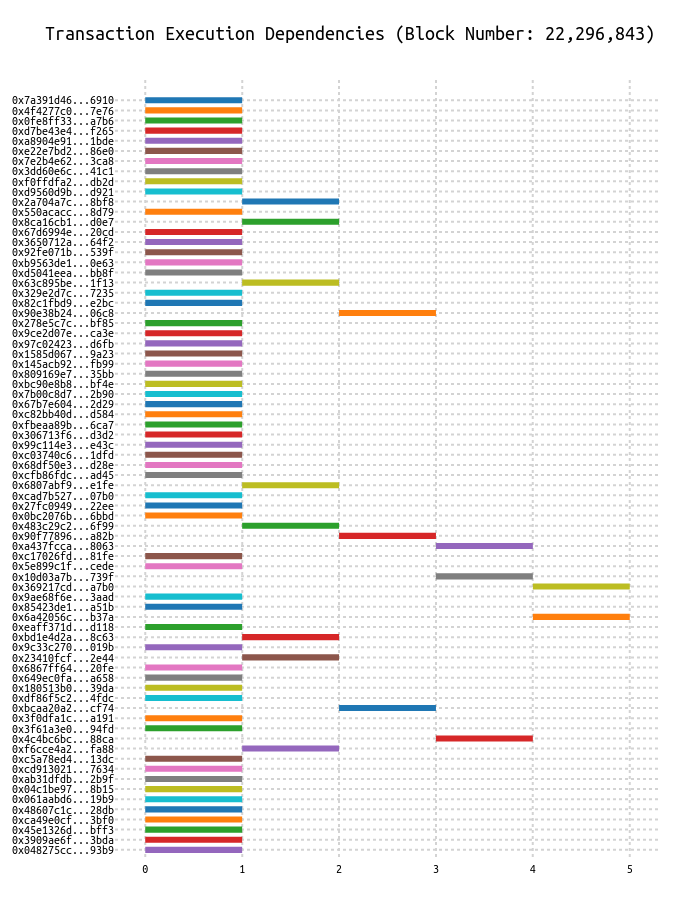 Transaction Execution Dependencies (Block Number: 22,296,843)
0x7a391d46...6910
0x4f4277c0...7e76
0x0fe8ff33...a7b6
0xd7be43e4...f265
0xa8904e91...1bde
0xe22e7bd2...86e0
0x7e2b4e62...3ca8
0x3dd60e6c...41c1
0xf0ffdfa2...db2d
0xd9560d9b...d921
0x2a704a7c...8bf8
0x550acacc...8d79
0x8ca16cb1...d0e7
0x67d6994e...20cd
0x3650712a...64f2
0x92fe071b...539f
0xb9563de1...0e63
0xd5041eea...bb8f
0x63c895be...1f13
0x329e2d7c...7235
0x82c1fbd9...e2bc
0x90e38b24...06c8
0x278e5c7c...bf85
0x9ce2d07e...ca3e
0x97c02423...d6fb
0x1585d067...9a23
0x145acb92...fb99
0x809169e7...35bb
0xbc90e8b8...bf4e
0x7b00c8d7...2b90
0x67b7e604...2d29
0xc82bb40d...d584
0xfbeaa89b...6ca7
0x306713f6...d3d2
0x99c114e3...e43c
0xc03740c6...1dfd
0x68df50e3...d28e
0xcfb86fdc...ad45
0x6807abf9...e1fe
0xcad7b527...07b0
0x27fc0949...22ee
0x0bc2076b...6bbd
0x483c29c2...6f99
0x90f77896...a82b
0xa437fcca...8063
0xc17026fd...81fe
0x5e899c1f...cede
0x10d03a7b...739f
0x369217cd...a7b0
0x9ae68f6e...3aad
0x85423de1...a51b
0x6a42056c...b37a
0xeaff371d...d118
0xbd1e4d2a...8c63
0x9c33c270...019b
0x23410fcf...2e44
0x6867ff64...20fe
0x649ec0fa...a658
0x180513b0...39da
0xdf86f5c2...4fdc
0xbcaa20a2...cf74
0x3f0dfa1c...a191
0x3f61a3e0...94fd
0x4c4bc6bc...88ca
0xf6cce4a2...fa88
0xc5a78ed4...13dc
0xcd913021...7634
0xab31dfdb...2b9f
0x04c1be97...8b15
0x061aabd6...19b9
0x48607c1c...28db
0xca49e0cf...3bf0
0x45e1326d...bff3
0x3909ae6f...3bda
0x048275cc...93b9
0 1 2 3 4 5